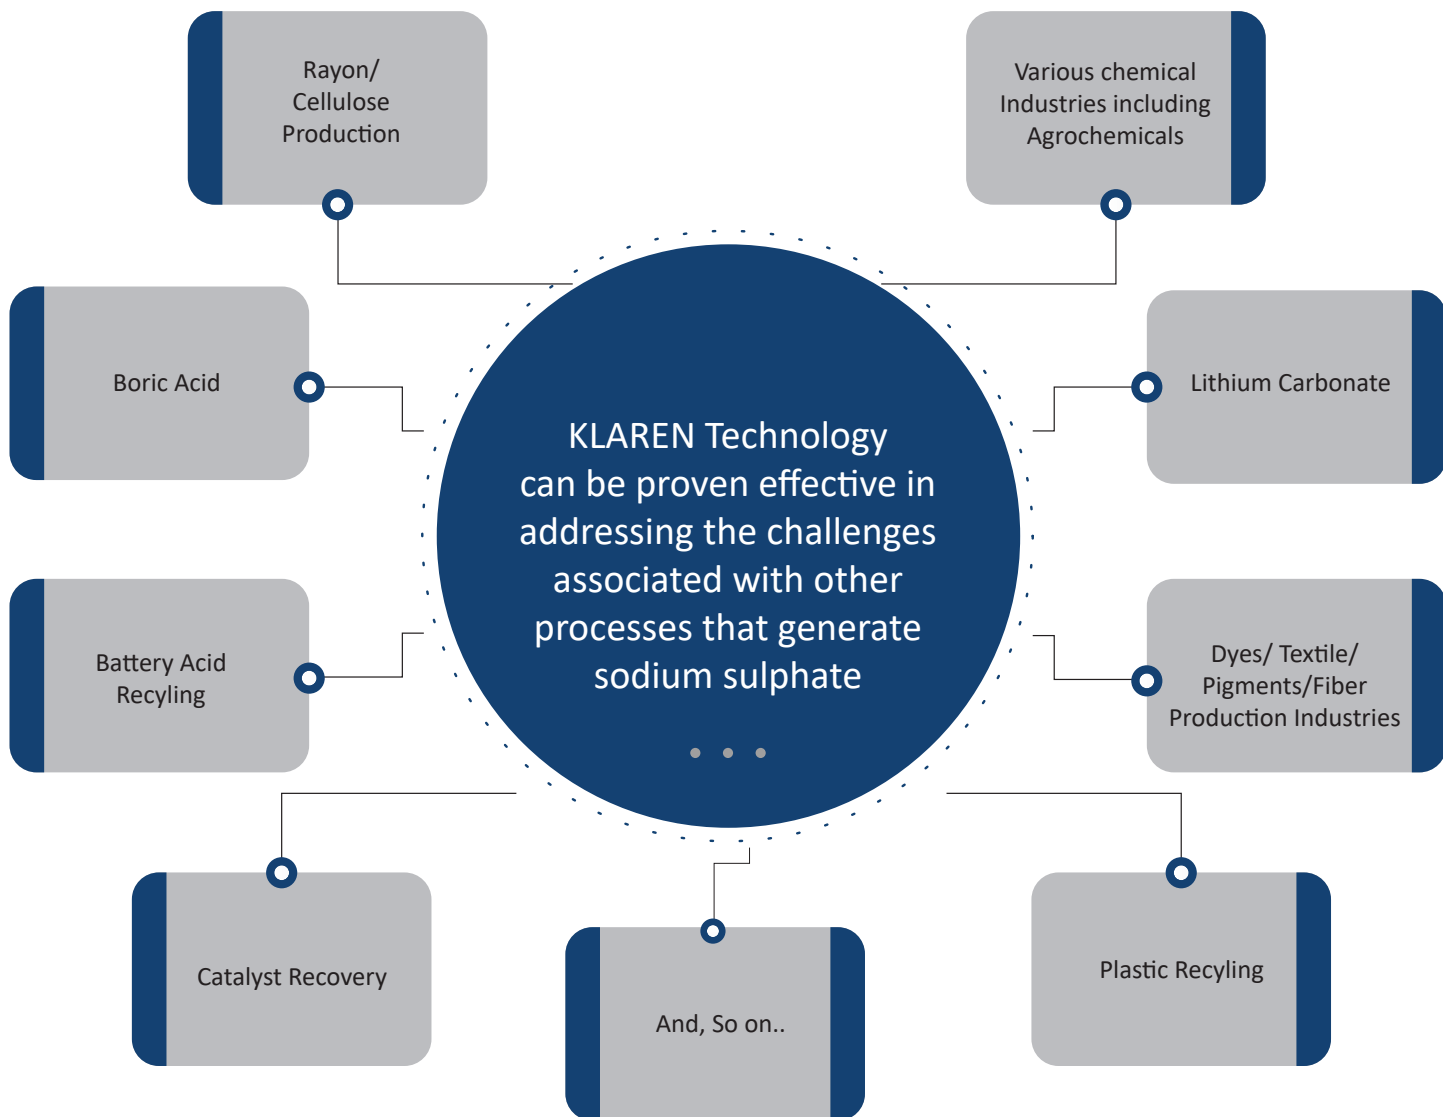 Rayon/
Cellulose
Production
Various chemical
Industries including
Agrochemicals
Boric Acid
Lithium Carbonate
KLAREN Technology
can be proven effective in
addressing the challenges
associated with other
processes that generate
sodium sulphate
Battery Acid
Recyling
Dyes/ Textile/
Pigments/Fiber
Production Industries
Catalyst Recovery
And, So on..
Plastic Recyling